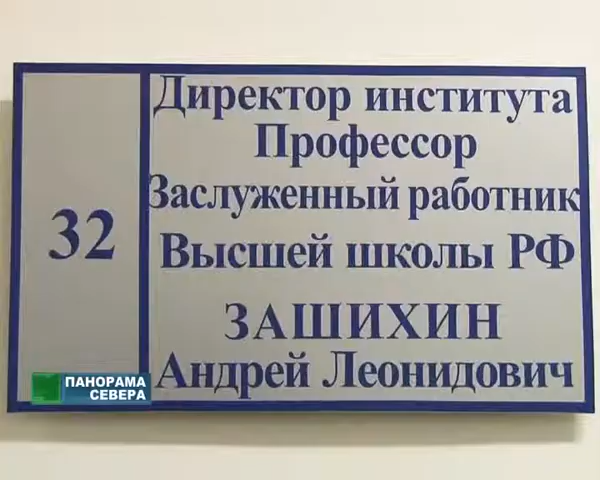 32
Директор института
Профессор
Заслуженный работник
Высшей школы РФ
ЗАШИХИН
Андрей Леонидович
ПАНОРАМА
СЕВЕРА